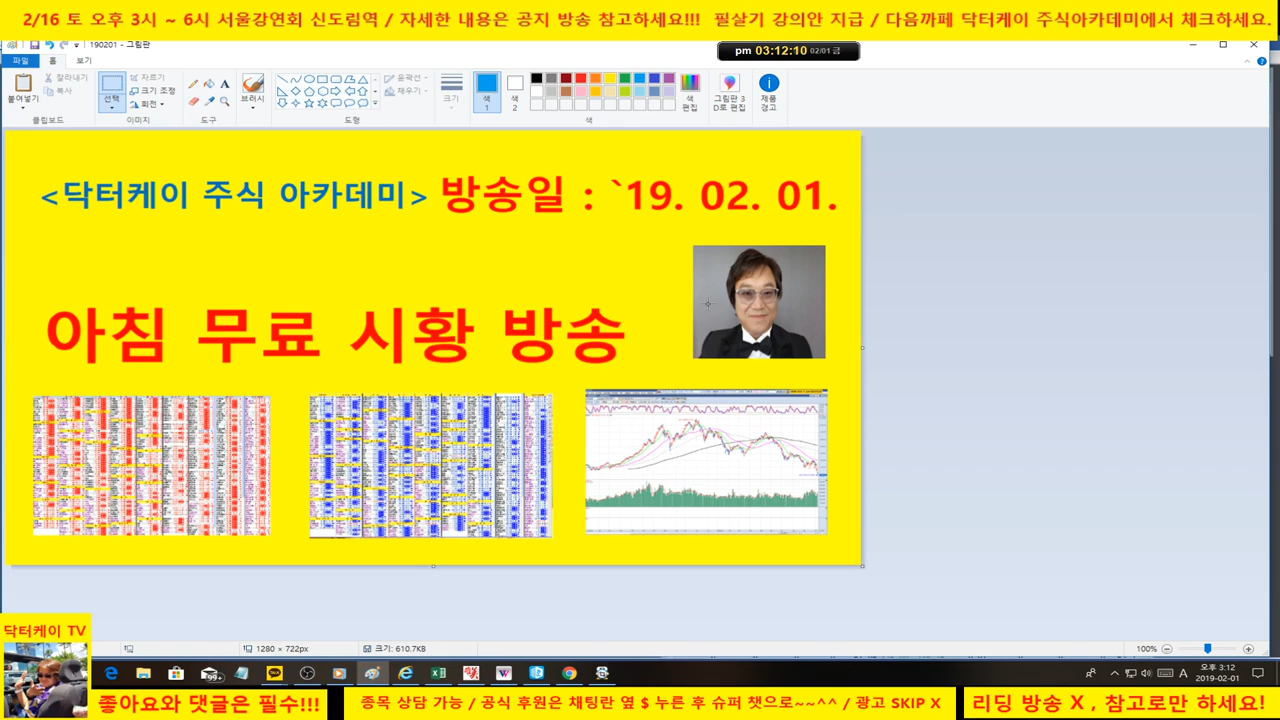 2/16 토 오후 3시 ~ 6시 서울강연회 신도림역 / 자세한 내용은 공지 방송 참고하세요!!! 필살기 강의안 지급 / 다음까페 닥터케이 주식아카데미에서 체크하세요.
190201 - 그림판
pm 03:12:10 02/01 금
파일 홈 보기
붙여넣기
잘라내기
복사
클립보드
선택
자르기
크기 조정
회전
이미지
A
도구
브러시
윤곽선
채우기
도형
크기
색 1
색 2
색 편집
색
그림판 3D로 편집
제품 경고
<닥터케이 주식 아카데미> 방송일 : `19. 02. 01.
아침 무료 시황 방송
닥터케이 TV
1280 × 722px
크기: 610.7KB
100%
99+
A
오후 3:12
2019-02-01
좋아요와 댓글은 필수!!!
종목 상담 가능 / 공식 후원은 채팅란 옆 $ 누른 후 슈퍼 챗으로~~^^ / 광고 SKIP X
리딩 방송 X , 참고로만 하세요!